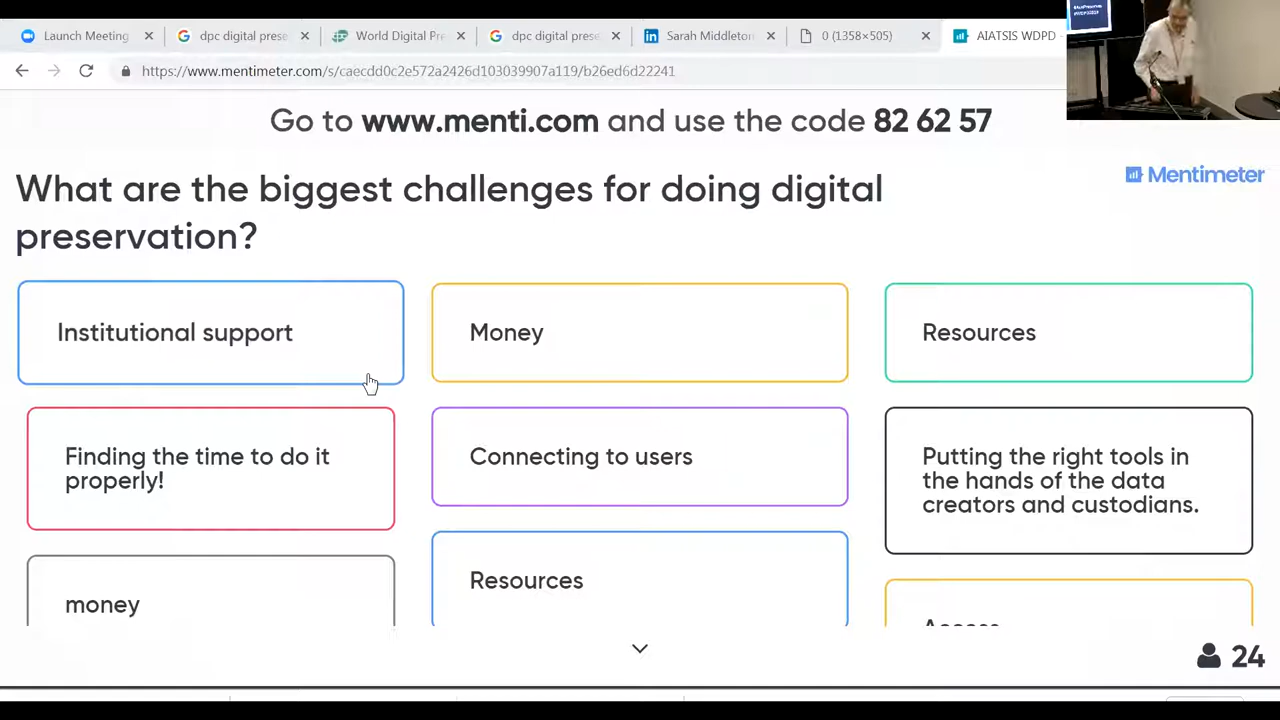 Launch Meeting
dpc digital prese
World Digital Pr
dpc digital prese
Sarah Middleton
0 (1358×505)
AIATSIS WDPD
https://www.mentimeter.com/s/caecd00c2e572a2426d103039907a119/b26ed6d22241
Go to www.menti.com and use the code 82 62 57
Mentimeter
What are the biggest challenges for doing digital
preservation?
Institutional support
Money
Resources
Finding the time to do it
properly!
Connecting to users
Putting the right tools in
the hands of the data
creators and custodians.
money
Resources
Access
24